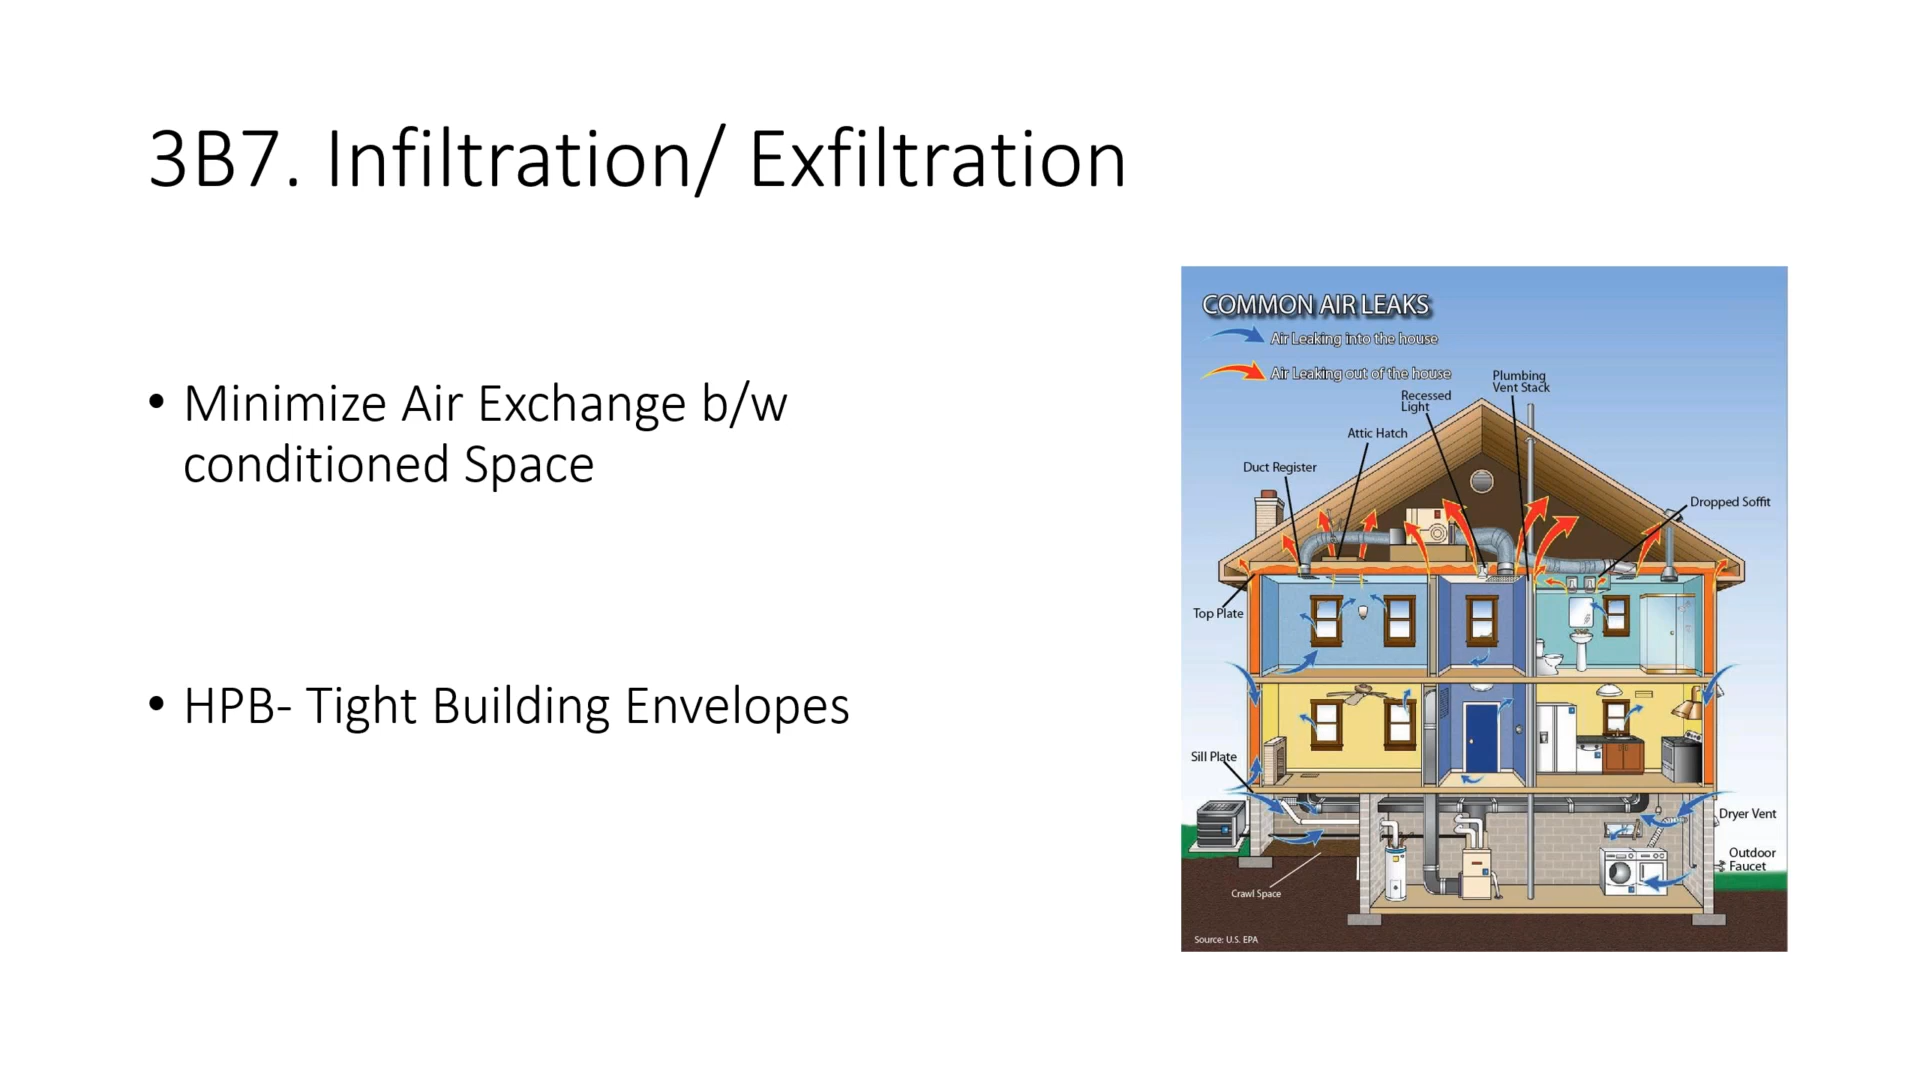 3B7. Infiltration/ Exfiltration
• Minimize Air Exchange b/w
conditioned Space
• HPB- Tight Building Envelopes
COMMON AIR LEAKS
Air Leaking into the house
Air Leaking out of the house
Plumbing
Vent Stack
Recessed
Light
Attic Hatch
Duct Register
Dropped Soffit
Top Plate
Sill Plate
Dryer Vent
Outdoor
Faucet
Crawl Space
Source: U.S. EPA